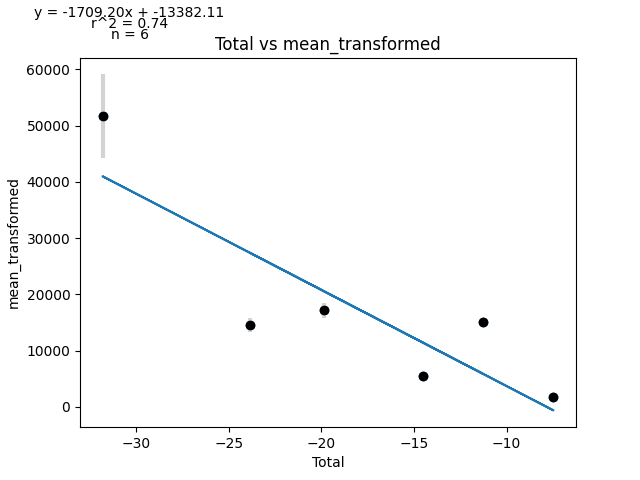 y = -1709.20x + -13382.11
r^2 = 0.74
n = 6
Total vs mean_transformed
60000
50000
40000
30000
20000
10000
0
mean_transformed
−30
−25
−20
−15
−10
Total